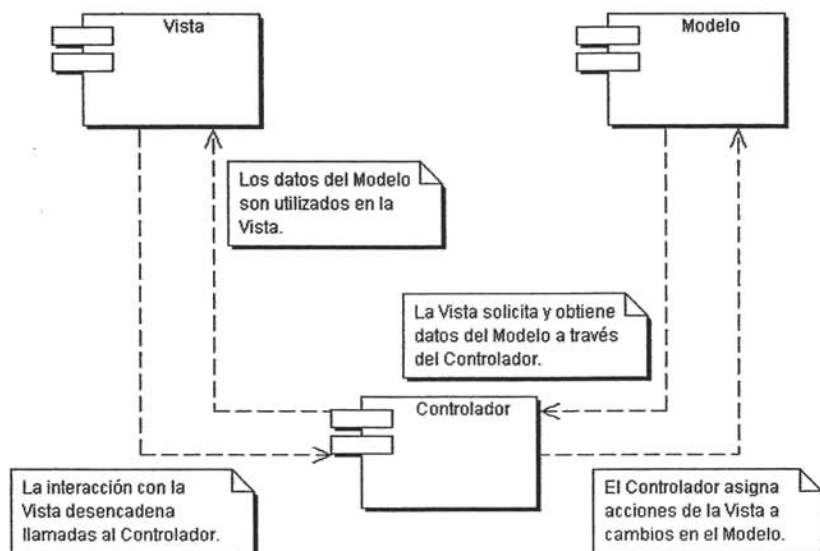 Vista
Modelo
Los datos del Modelo
son utilizados en la
Vista.
La Vista solicita y obtiene
datos del Modelo a través
del Controlador.
Controlador
La interacción con la
Vista desencadena
llamadas al Controlador.
El Controlador asigna
acciones de la Vista a
cambios en el Modelo.